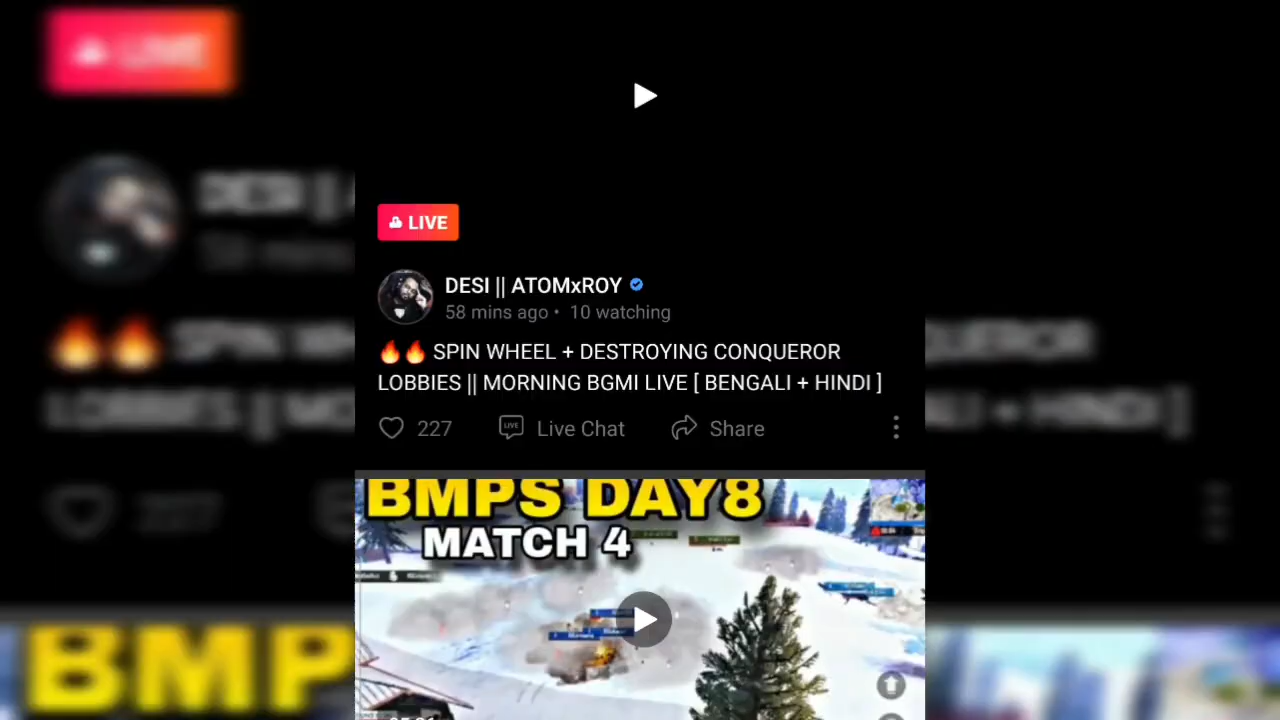 LIVE
DESI || ATOMxROY
58 mins ago • 10 watching
🔥🔥 SPIN WHEEL + DESTROYING CONQUEROR
LOBBIES || MORNING BGMI LIVE [ BENGALI + HINDI ]
227 LIVE Live Chat Share
BMPS DAY8
MATCH 4